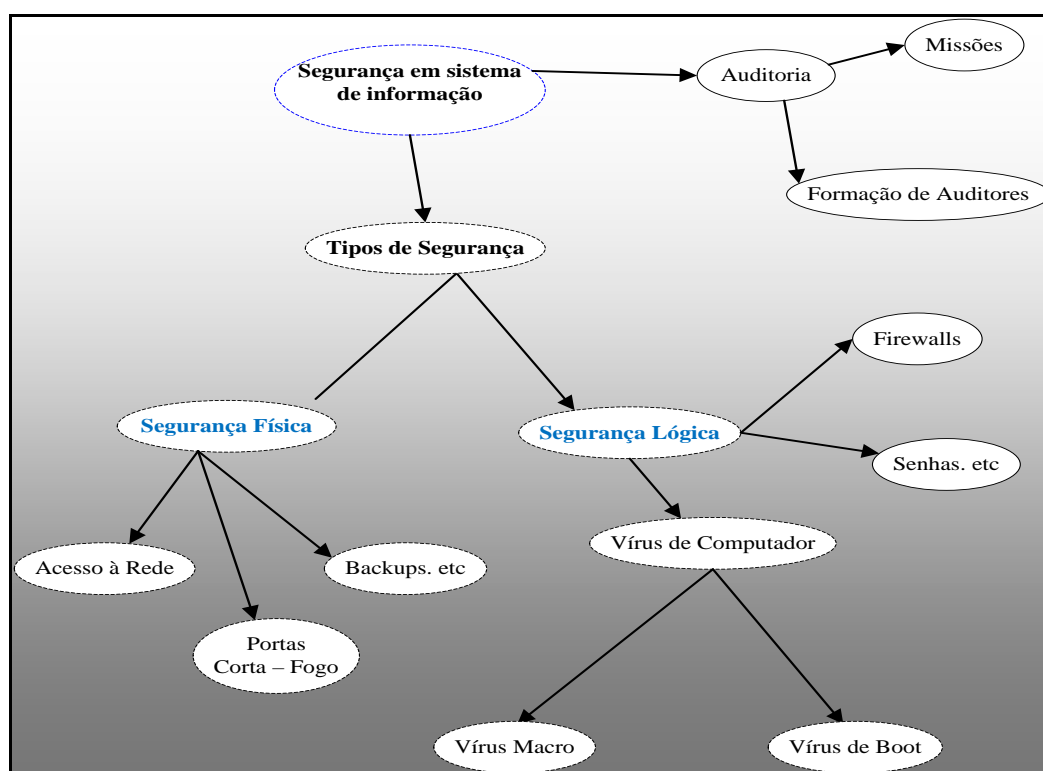 Segurança em sistema
de informação
Auditoria
Missões
Formação de Auditores
Tipos de Segurança
Firewalls
Segurança Física
Segurança Lógica
Senhas. etc
Vírus de Computador
Acesso à Rede
Backups. etc
Portas
Corta – Fogo
Vírus Macro
Vírus de Boot